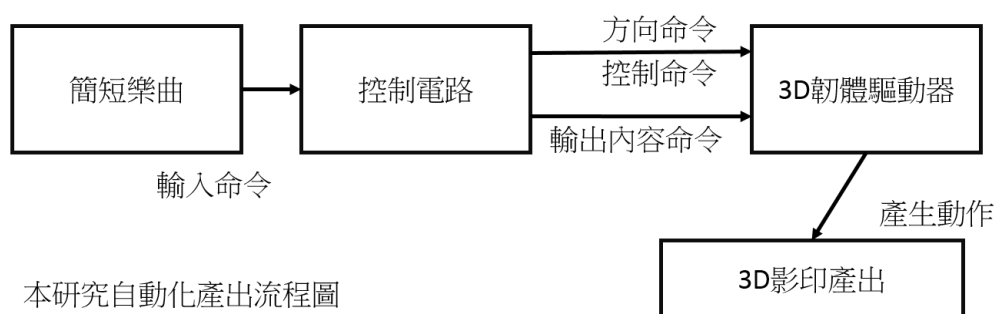 簡短樂曲
輸入命令
控制電路
方向命令
控制命令
輸出內容命令
3D韌體驅動器
產生動作
3D影印產出
本研究自動化產出流程圖